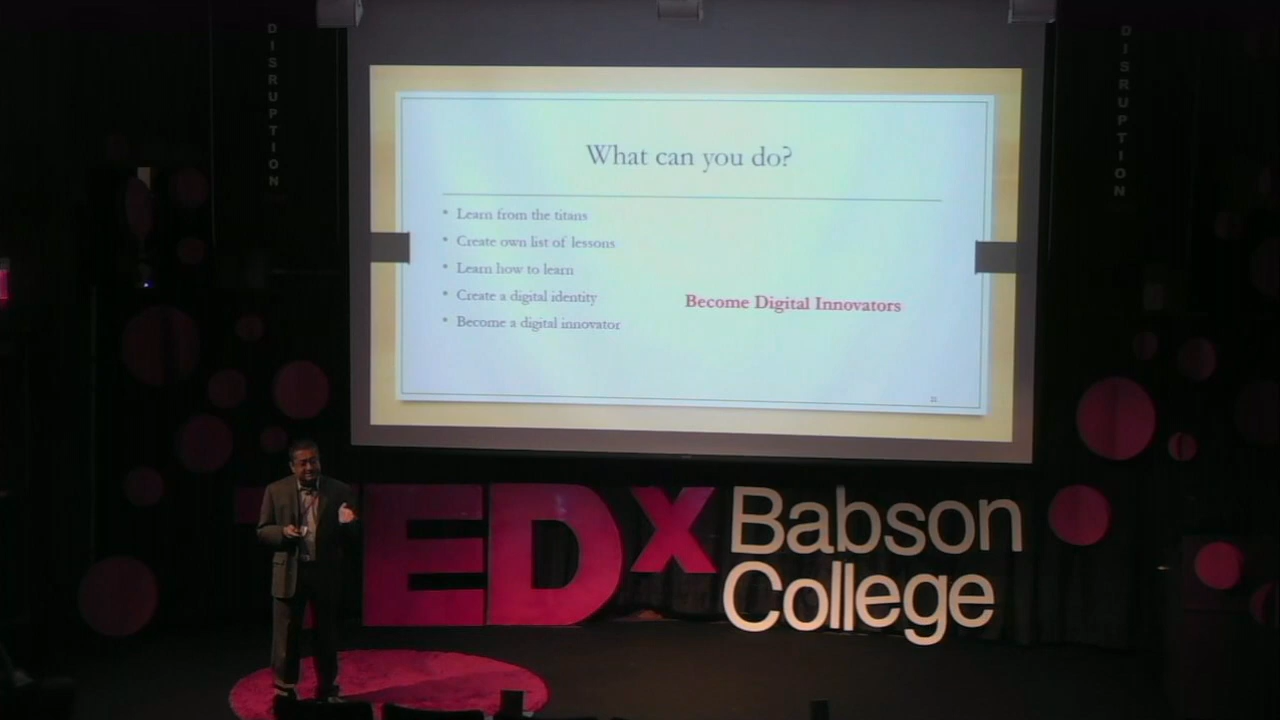 DISRUPTION
DISRUPTION
What can you do?
• Learn from the titans
• Create own list of lessons
• Learn how to learn
• Create a digital identity
• Become a digital innovator
Become Digital Innovators
EDx
Babson
College